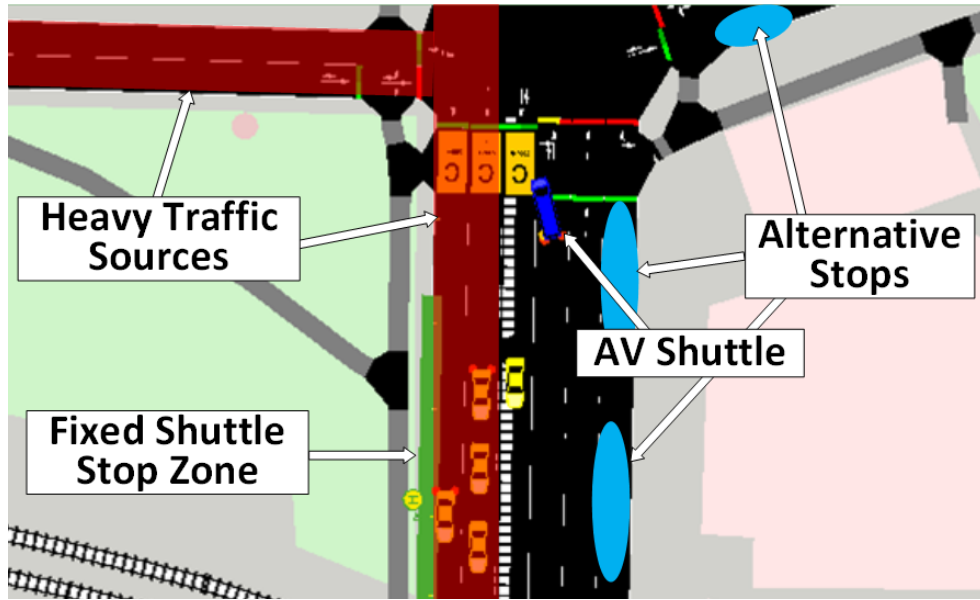 Heavy Traffic
Sources
Alternative
Stops
AV Shuttle
Fixed Shuttle
Stop Zone
C
C
C
H